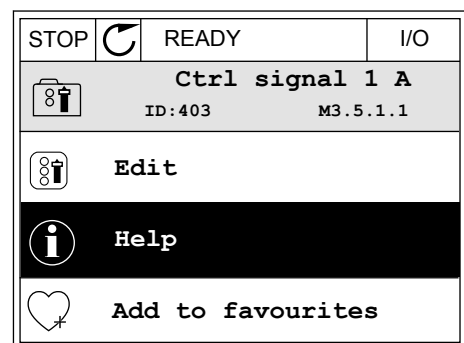 STOP READY I/O
Ctrl signal 1 A
ID:403 M3.5.1.1
Edit
Help
Add to favourites